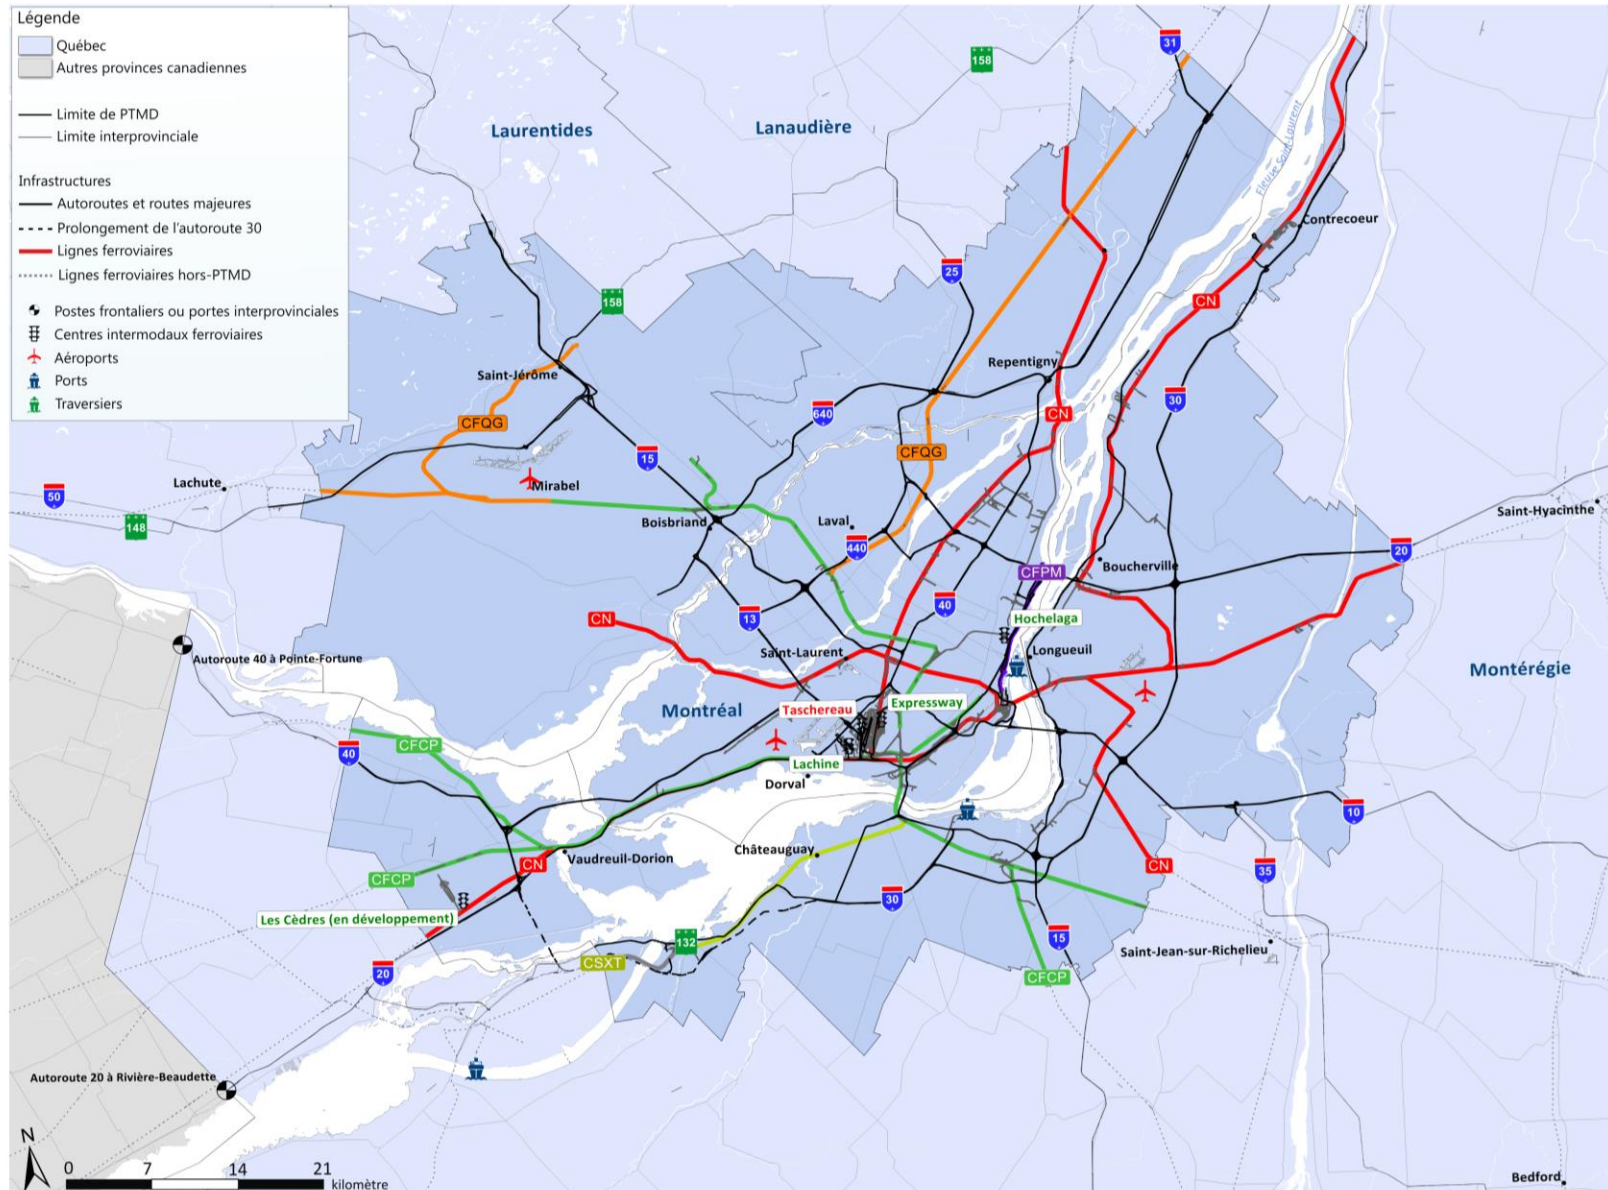 Légende
Québec
Autres provinces canadiennes
Limite de PTMD
Limite interprovinciale
Infrastructures
Autoroutes et routes majeures
Prolongement de l'autoroute 30
Lignes ferroviaires
Lignes ferroviaires hors-PTMD
Postes frontaliers ou portes interprovinciales
Centres intermodaux ferroviaires
Aéroports
Ports
Traversiers
31
158
Laurentides
Lanaudière
Fleuve Saint-Laurent
Contrecoeur
25
158
CN
Repentigny
Saint-Jérôme
30
640
CN
CFQG
CFQG
15
Lachute
Mirabel
50
Saint-Hyacinthe
148
Boisbriand
Laval
440
20
Boucherville
CFPM
40
13
CN
Hochelaga
Saint-Laurent
Longueuil
Autoroute 40 à Pointe-Fortune
Montérégie
Montréal
Taschereau
Expressway
CFCP
40
Lachine
Dorval
10
Châteauguay
Vaudreuil-Dorion
CN
CN
35
CFCP
30
Les Cèdres (en développement)
15
132
Saint-Jean-sur-Richelieu
CSXT
20
CFCP
Autoroute 20 à Rivière-Beaudette
N
0 7 14 21
kilomètre
Bedford